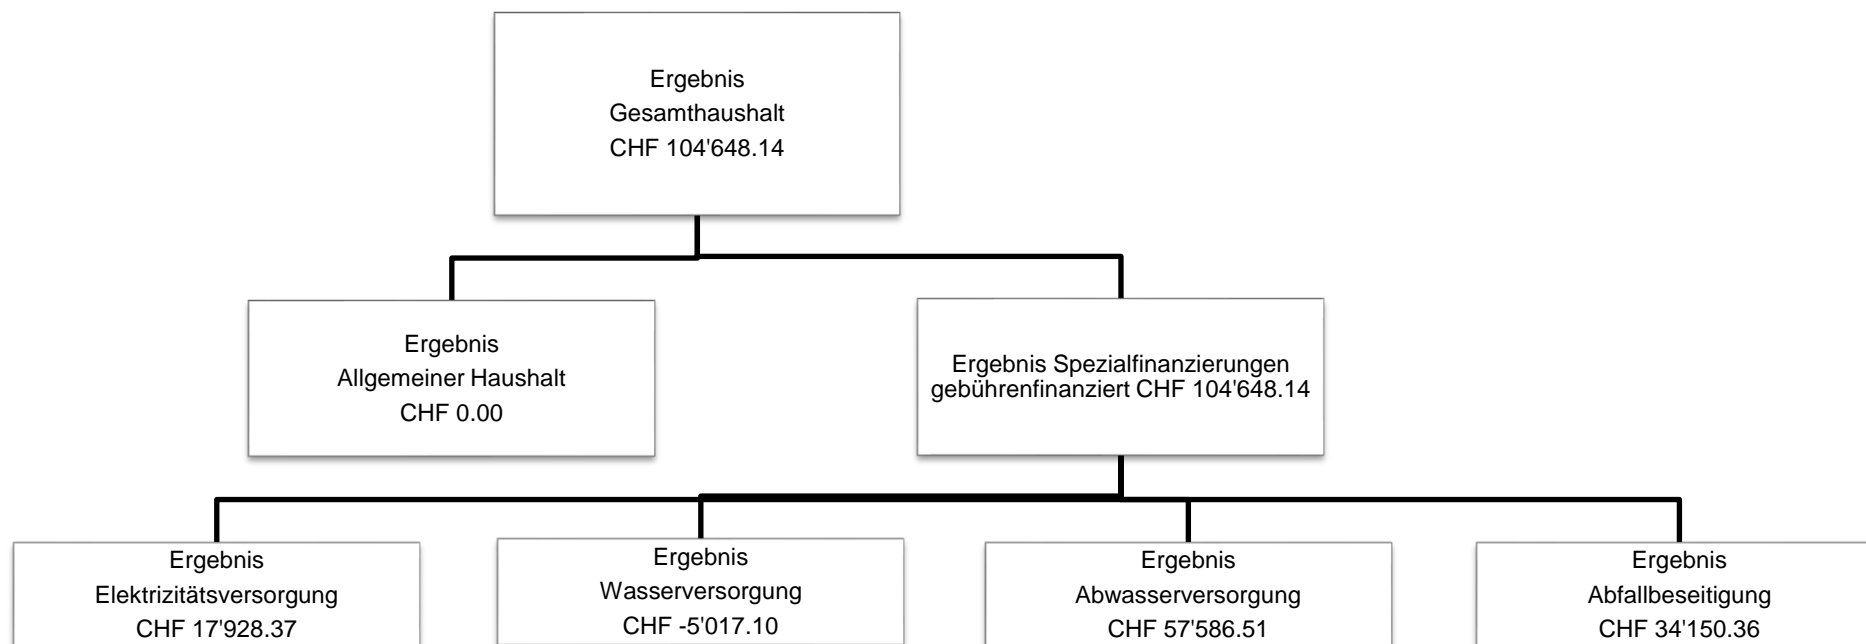 Ergebnis
Gesamthaushalt
CHF 104'648.14
Ergebnis
Allgemeiner Haushalt
CHF 0.00
Ergebnis Spezialfinanzierungen
gebührenfinanziert CHF 104'648.14
Ergebnis
Elektrizitätsversorgung
CHF 17'928.37
Ergebnis
Wasserversorgung
CHF -5'017.10
Ergebnis
Abwasserversorgung
CHF 57'586.51
Ergebnis
Abfallbeseitigung
CHF 34'150.36